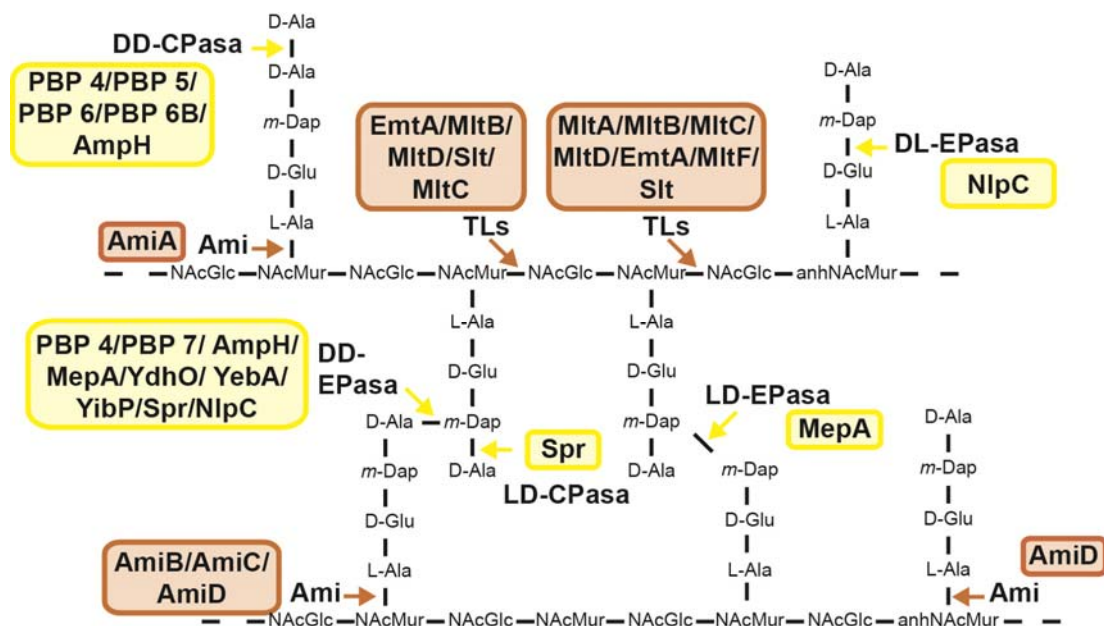 D-Ala
DD-CPasa
PBP 4/PBP 5/
PBP 6/PBP 6B/
AmpH
D-Ala
m-Dap
D-Glu
L-Ala
AmiA
Ami
EmtA/MltB/
MltD/Slt/
MltC
TLs
MltA/MltB/MltC/
MltD/EmtA/MltF/
Slt
TLs
D-Ala
m-Dap
DL-EPasa
NlpC
D-Glu
L-Ala
NAcGlc NAcMur NAcGlc NAcMur NAcGlc NAcMur NAcGlc anhNAcMur
PBP 4/PBP 7/ AmpH/
MepA/YdhO/ YebA/
YibP/Spr/NlpC
DD-
EPasa
L-Ala
D-Glu
m-Dap
D-Ala
Spr
LD-CPasa
L-Ala
D-Glu
m-Dap
D-Ala
LD-EPasa
MepA
D-Ala
m-Dap
D-Glu
L-Ala
AmiB/AmiC/
AmiD
Ami
m-Dap
D-Glu
L-Ala
D-Ala
m-Dap
D-Glu
L-Ala
AmiD
Ami
NAcGlc NAcMur NAcGlc NAcGlc NAcMur NAcGlc anhNAcMur